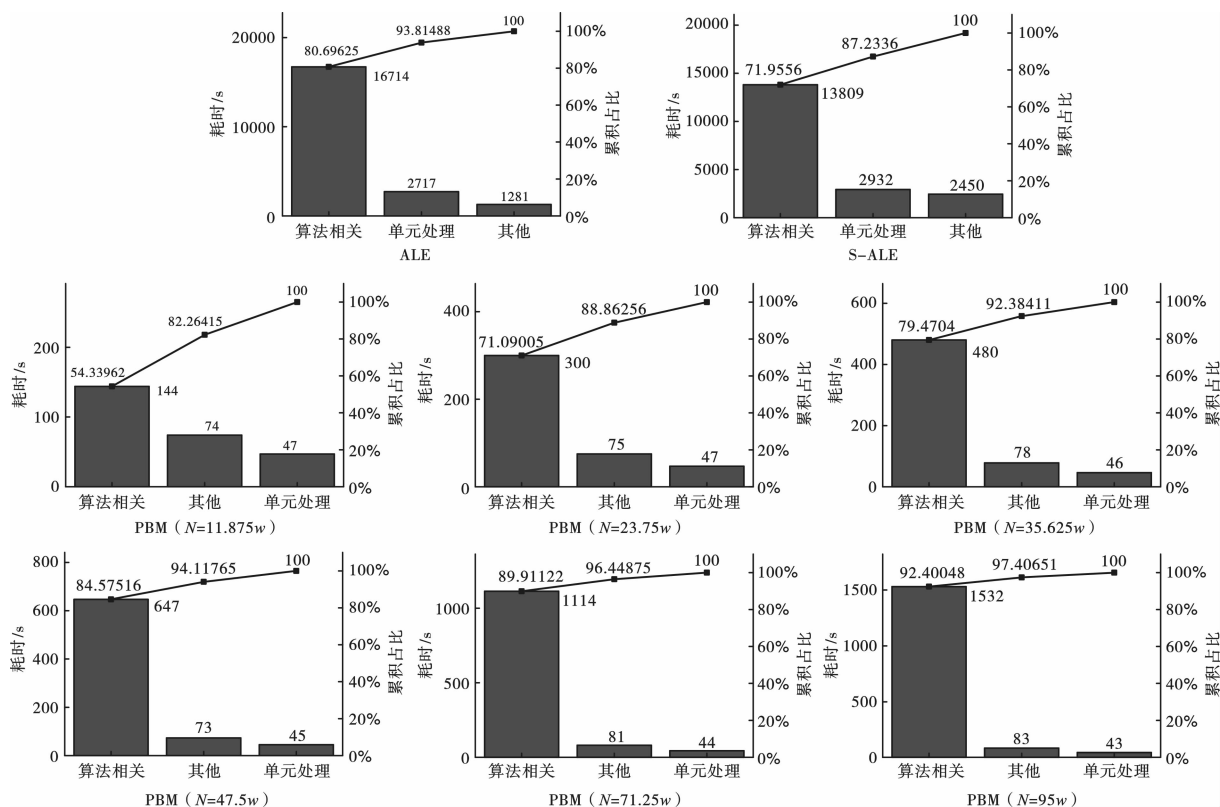 耗时/s
20000
10000
0
80.69625
93.81488
100
16714
2717
1281
100%
80%
60%
40%
20%
0%
累积占比
算法相关
单元处理
其他
ALE
耗时/s
20000
15000
10000
5000
0
71.9556
87.2336
100
13809
2932
2450
100%
80%
60%
40%
20%
0%
累积占比
算法相关
单元处理
其他
S-ALE
耗时/s
200
100
0
54.33962
82.26415
100
144
74
47
100%
80%
60%
40%
20%
0%
累积占比
算法相关
其他
单元处理
PBM（N=11.875w）
耗时/s
400
200
0
71.09005
88.86256
100
300
75
47
100%
80%
60%
40%
20%
0%
累积占比
算法相关
其他
单元处理
PBM（N=23.75w）
耗时/s
600
400
200
0
79.4704
92.38411
100
480
78
46
100%
80%
60%
40%
20%
0%
累积占比
算法相关
其他
单元处理
PBM（N=35.625w）
耗时/s
800
600
400
200
0
84.57516
94.11765
100
647
73
45
100%
80%
60%
40%
20%
0%
累积占比
算法相关
其他
单元处理
PBM（N=47.5w）
耗时/s
1000
500
0
89.91122
96.44875
100
1114
81
44
100%
80%
60%
40%
20%
0%
累积占比
算法相关
其他
单元处理
PBM（N=71.25w）
耗时/s
1500
1000
500
0
92.40048
97.40651
100
1532
83
43
100%
80%
60%
40%
20%
0%
累积占比
算法相关
其他
单元处理
PBM（N=95w）